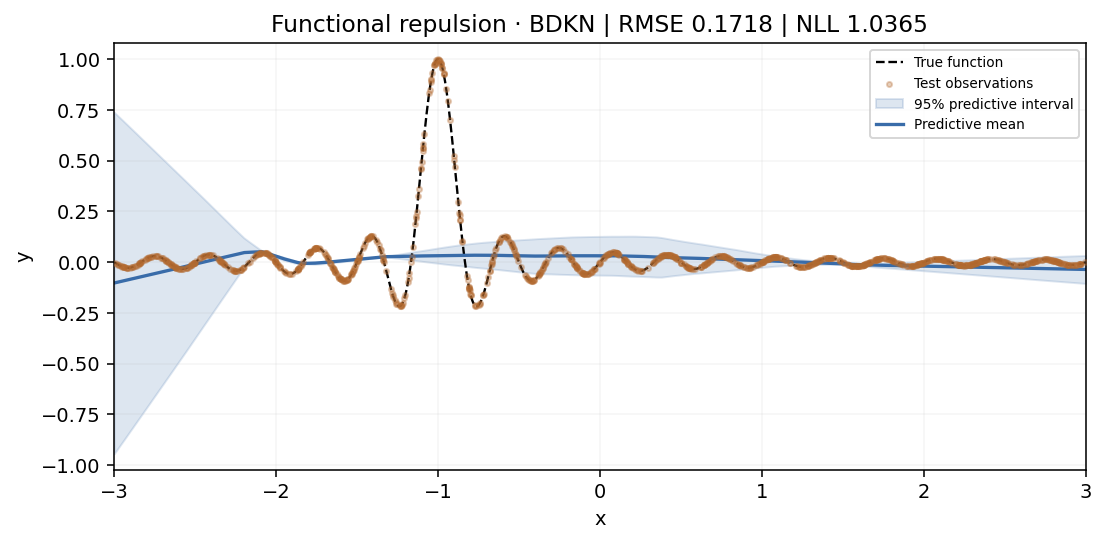 Functional repulsion · BDKN | RMSE 0.1718 | NLL 1.0365
True function
Test observations
95% predictive interval
Predictive mean
1.00
0.75
0.50
0.25
0.00
−0.25
−0.50
−0.75
−1.00
y
−3
−2
−1
0
1
2
3
x